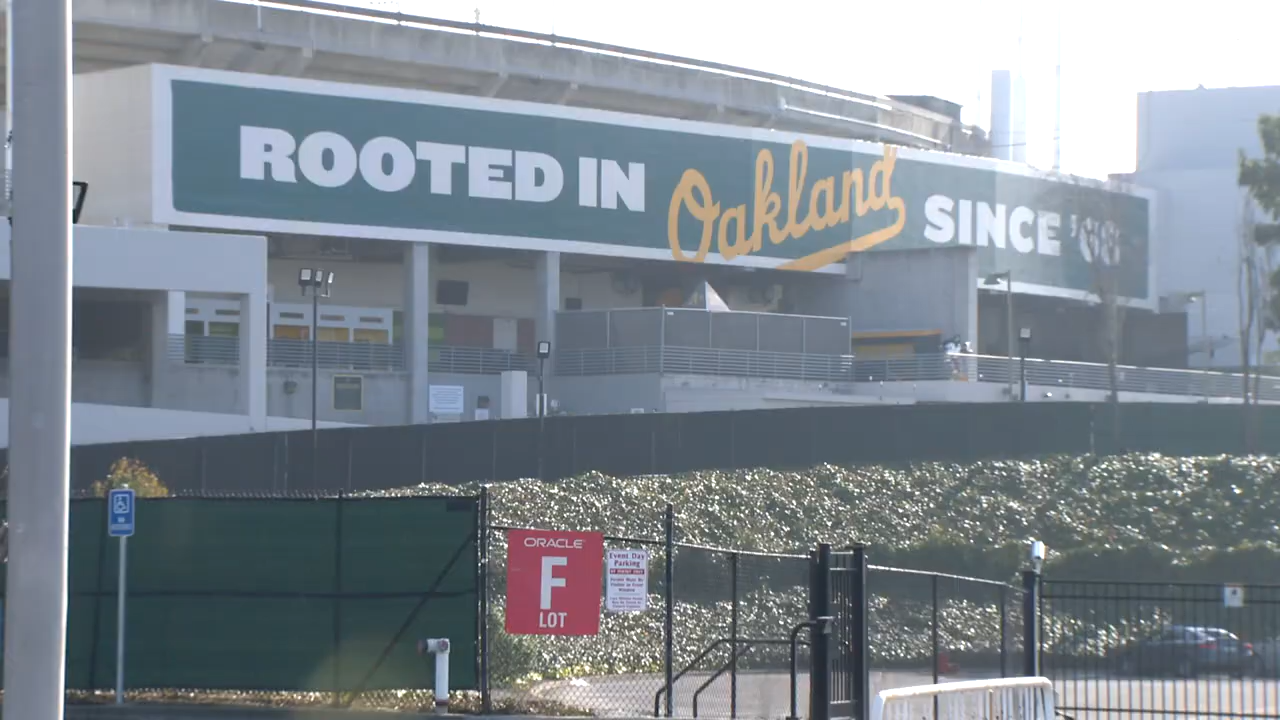 ROOTED IN Oakland SINCE '68
ORACLE
F
LOT
Event Day
Parking